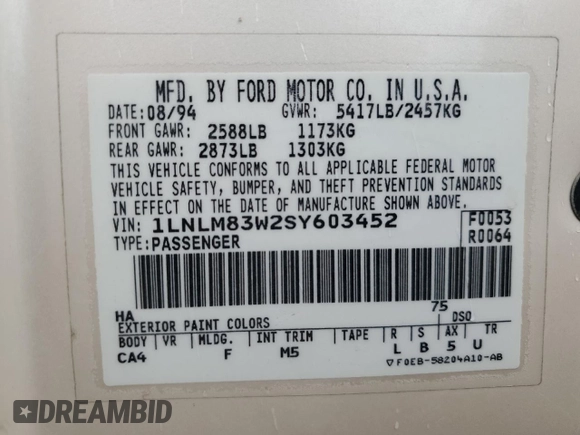 MFD. BY FORD MOTOR CO. IN U.S.A.
DATE: 08/94 GVWR: 5417LB/2457KG
FRONT GAWR: 2588LB 1173KG
REAR GAWR: 2873LB 1303KG
THIS VEHICLE CONFORMS TO ALL APPLICABLE FEDERAL MOTOR
VEHICLE SAFETY, BUMPER, AND THEFT PREVENTION STANDARDS
IN EFFECT ON THE DATE OF MANUFACTURE SHOWN ABOVE.
VIN: 1LNLM83W2SY603452 F0053
TYPE: PASSENGER R0064
HA 75
EXTERIOR PAINT COLORS DSO
BODY VR MLDG. INT TRIM TAPE R S AX TR
CA4 F M5 L B 5 U
▽ F0EB-58204A10-AB
DREAMBID